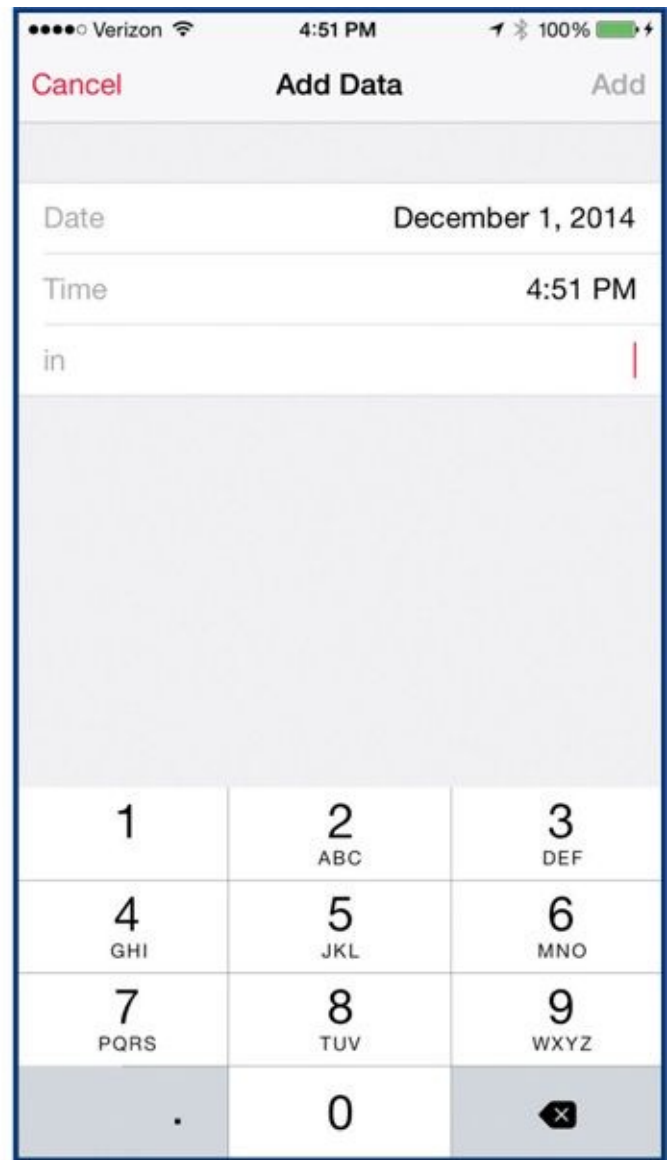 Verizon 4:51 PM 100%
Cancel Add Data Add
Date December 1, 2014
Time 4:51 PM
in
1 2 3
ABC DEF
4 5 6
GHI JKL MNO
7 8 9
PQRS TUV WXYZ
. 0